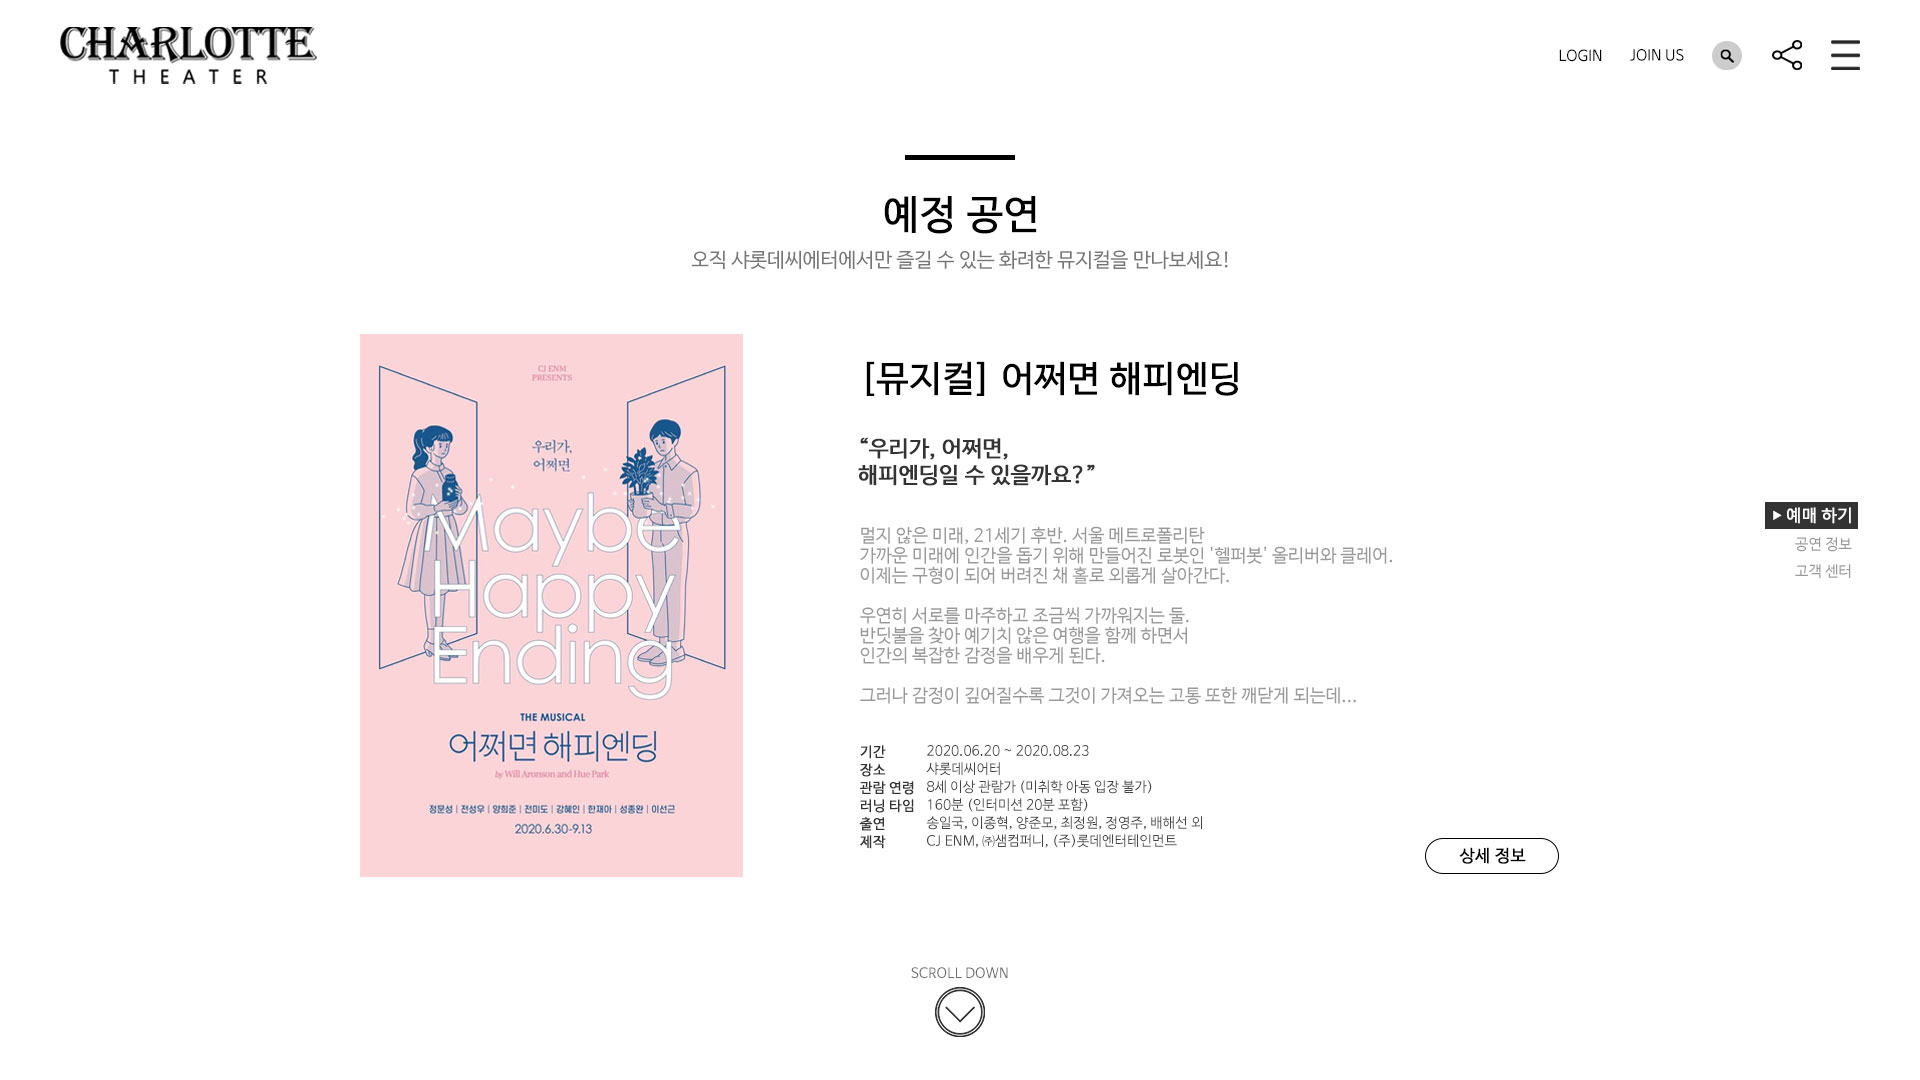 CHARLOTTE
THEATER
LOGIN
JOIN US
예정 공연
오직 샤롯데씨에터에서만 즐길 수 있는 화려한 뮤지컬을 만나보세요!
CJ ENM
PRESENTS
우리가,
어쩌면
Maybe
Happy
Ending
THE MUSICAL
어쩌면 해피엔딩
by Will Aronson and Hue Park
정문성 | 전성우 | 양희준 | 전미도 | 강혜인 | 한재아 | 성종완 | 이선근
2020.6.30-9.13
[뮤지컬] 어쩌면 해피엔딩
“우리가, 어쩌면,
해피엔딩일 수 있을까요?”
멀지 않은 미래, 21세기 후반. 서울 메트로폴리탄
가까운 미래에 인간을 돕기 위해 만들어진 로봇인 '헬퍼봇' 올리버와 클레어.
이제는 구형이 되어 버려진 채 홀로 외롭게 살아간다.
우연히 서로를 마주하고 조금씩 가까워지는 둘.
반딧불을 찾아 예기치 않은 여행을 함께 하면서
인간의 복잡한 감정을 배우게 된다.
그러나 감정이 깊어질수록 그것이 가져오는 고통 또한 깨닫게 되는데...
기간 2020.06.20 ~ 2020.08.23
장소 샤롯데씨어터
관람 연령 8세 이상 관람가 (미취학 아동 입장 불가)
러닝 타임 160분 (인터미션 20분 포함)
출연 송일국, 이종혁, 양준모, 최정원, 정영주, 배해선 외
제작 CJ ENM, ㈜샘컴퍼니, (주)롯데엔터테인먼트
상세 정보
▶ 예매 하기
공연 정보
고객 센터
SCROLL DOWN